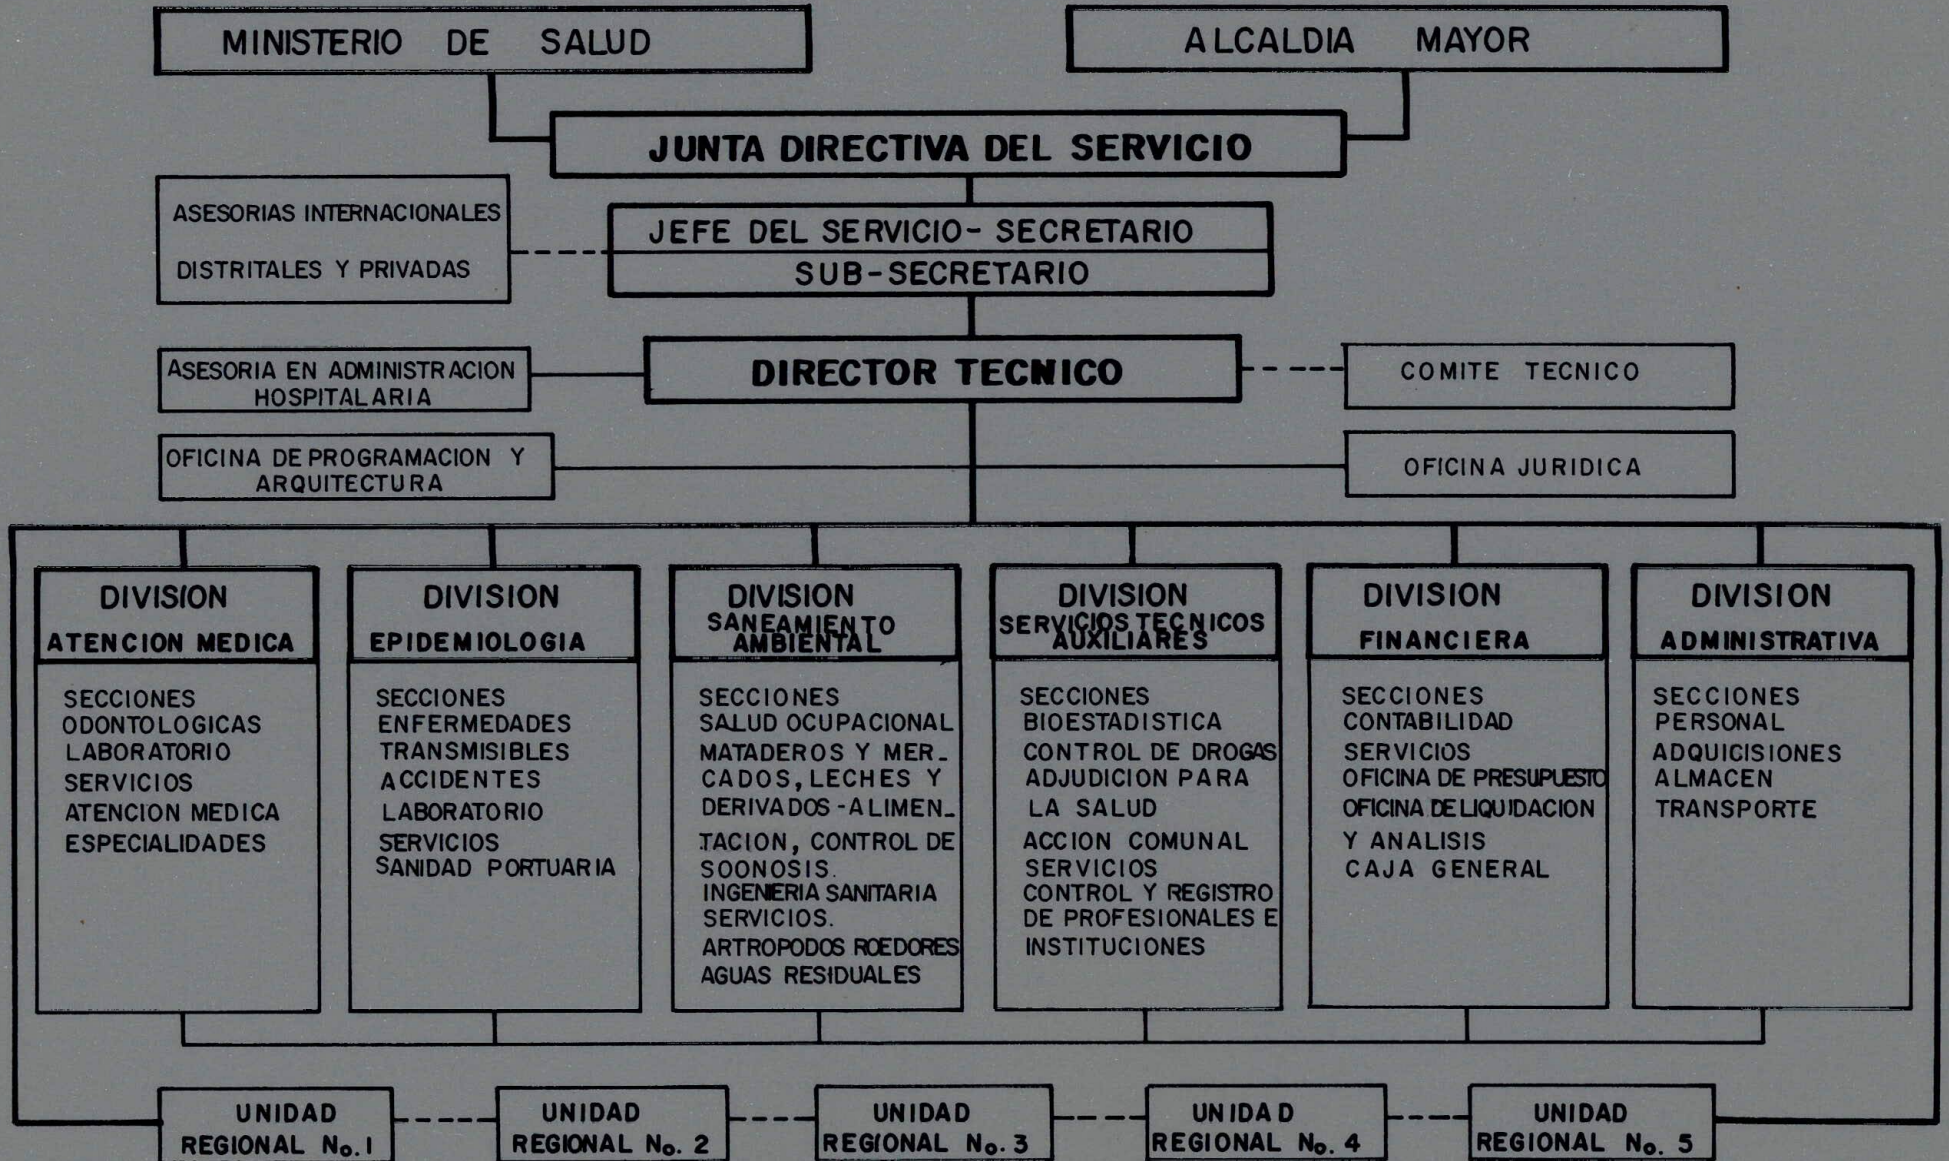 MINISTERIO DE SALUD
ALCALDIA MAYOR
JUNTA DIRECTIVA DEL SERVICIO
ASESORIAS INTERNACIONALES
DISTRITALES Y PRIVADAS
JEFE DEL SERVICIO - SECRETARIO
SUB-SECRETARIO
ASESORIA EN ADMINISTRACION
HOSPITALARIA
DIRECTOR TECNICO
COMITE TECNICO
OFICINA DE PROGRAMACION Y
ARQUITECTURA
OFICINA JURIDICA
DIVISION
ATENCION MEDICA
SECCIONES
ODONTOLOGICAS
LABORATORIO
SERVICIOS
ATENCION MEDICA
ESPECIALIDADES
DIVISION
EPIDEMIOLOGIA
SECCIONES
ENFERMEDADES
TRANSMISIBLES
ACCIDENTES
LABORATORIO
SERVICIOS
SANIDAD PORTUARIA
DIVISION
SANEAMIENTO
AMBIENTAL
SECCIONES
SALUD OCUPACIONAL
MATADEROS Y MER_
CADOS, LECHES Y
DERIVADOS - ALIMEN_
TACION, CONTROL DE
SOONOSIS.
INGENIERIA SANITARIA
SERVICIOS.
ARTROPODOS ROEDORES
AGUAS RESIDUALES
DIVISION
SERVICIOS TECNICOS
AUXILIARES
SECCIONES
BIOESTADISTICA
CONTROL DE DROGAS
ADJUDICION PARA
LA SALUD
ACCION COMUNAL
SERVICIOS
CONTROL Y REGISTRO
DE PROFESIONALES E
INSTITUCIONES
DIVISION
FINANCIERA
SECCIONES
CONTABILIDAD
SERVICIOS
OFICINA DE PRESUPUESTO
OFICINA DE LIQUIDACION
Y ANALISIS
CAJA GENERAL
DIVISION
ADMINISTRATIVA
SECCIONES
PERSONAL
ADQUICISIONES
ALMACEN
TRANSPORTE
UNIDAD
REGIONAL No. 1
UNIDAD
REGIONAL No. 2
UNIDAD
REGIONAL No. 3
UNIDAD
REGIONAL No. 4
UNIDAD
REGIONAL No. 5